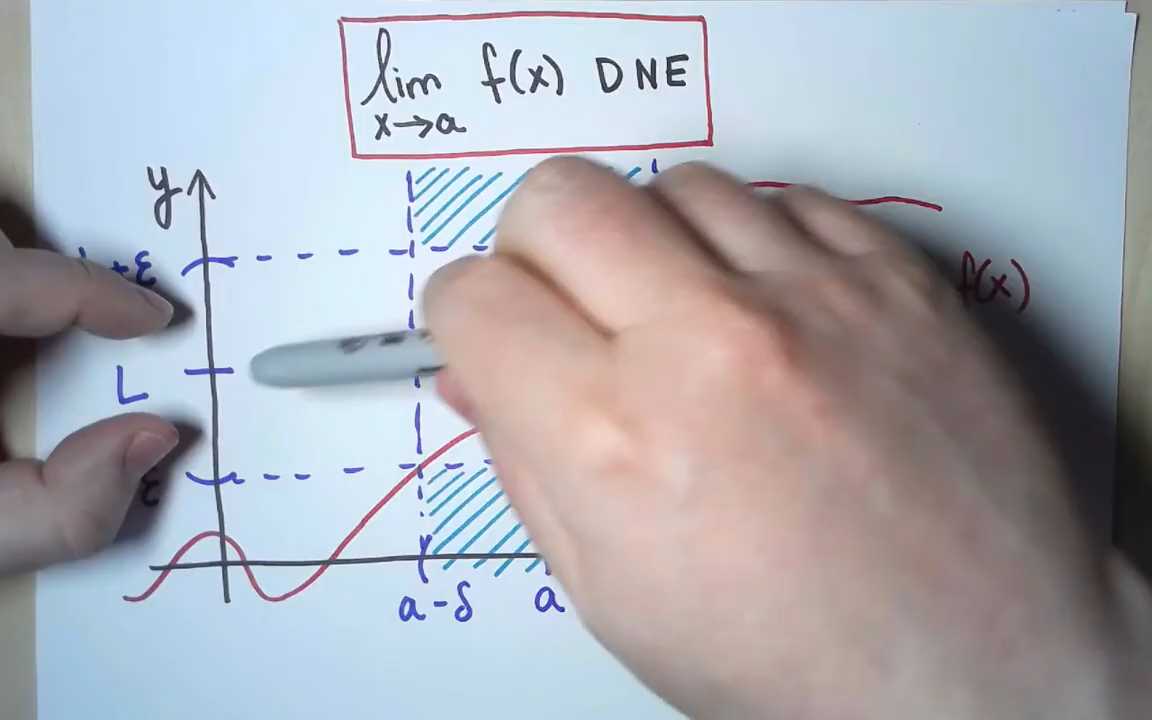 lim f(x) DNE
x→a
y
+ε
f(x)
L
ε
a-δ a